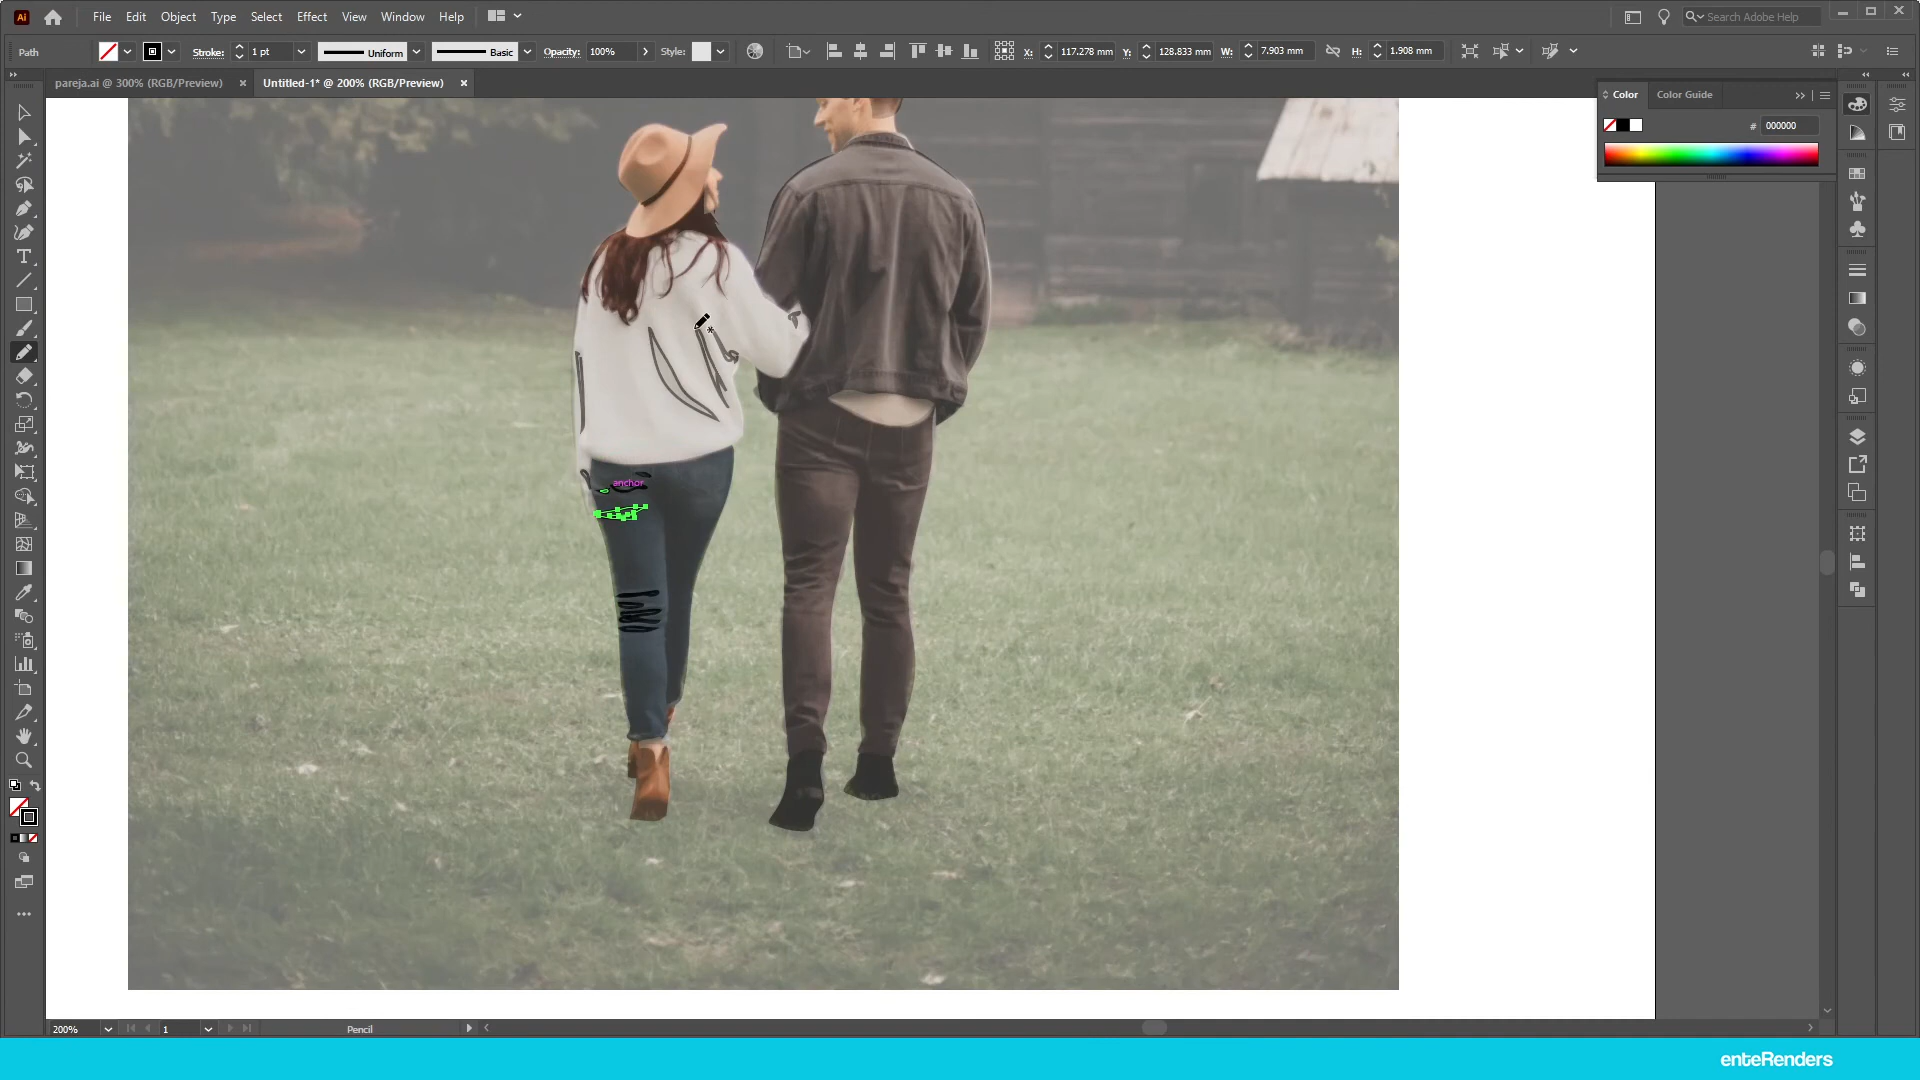 Ai File Edit Object Type Select Effect View Window Help Search Adobe Help
Path Stroke: 1 pt Uniform Basic Opacity: 100% Style: X: 117.278 mm Y: 128.833 mm W: 7.903 mm H: 1.908 mm
pareja.ai @ 300% (RGB/Preview) × Untitled-1* @ 200% (RGB/Preview) ×
Color Color Guide
# 000000
anchor
200% 1 Pencil
enteRenders